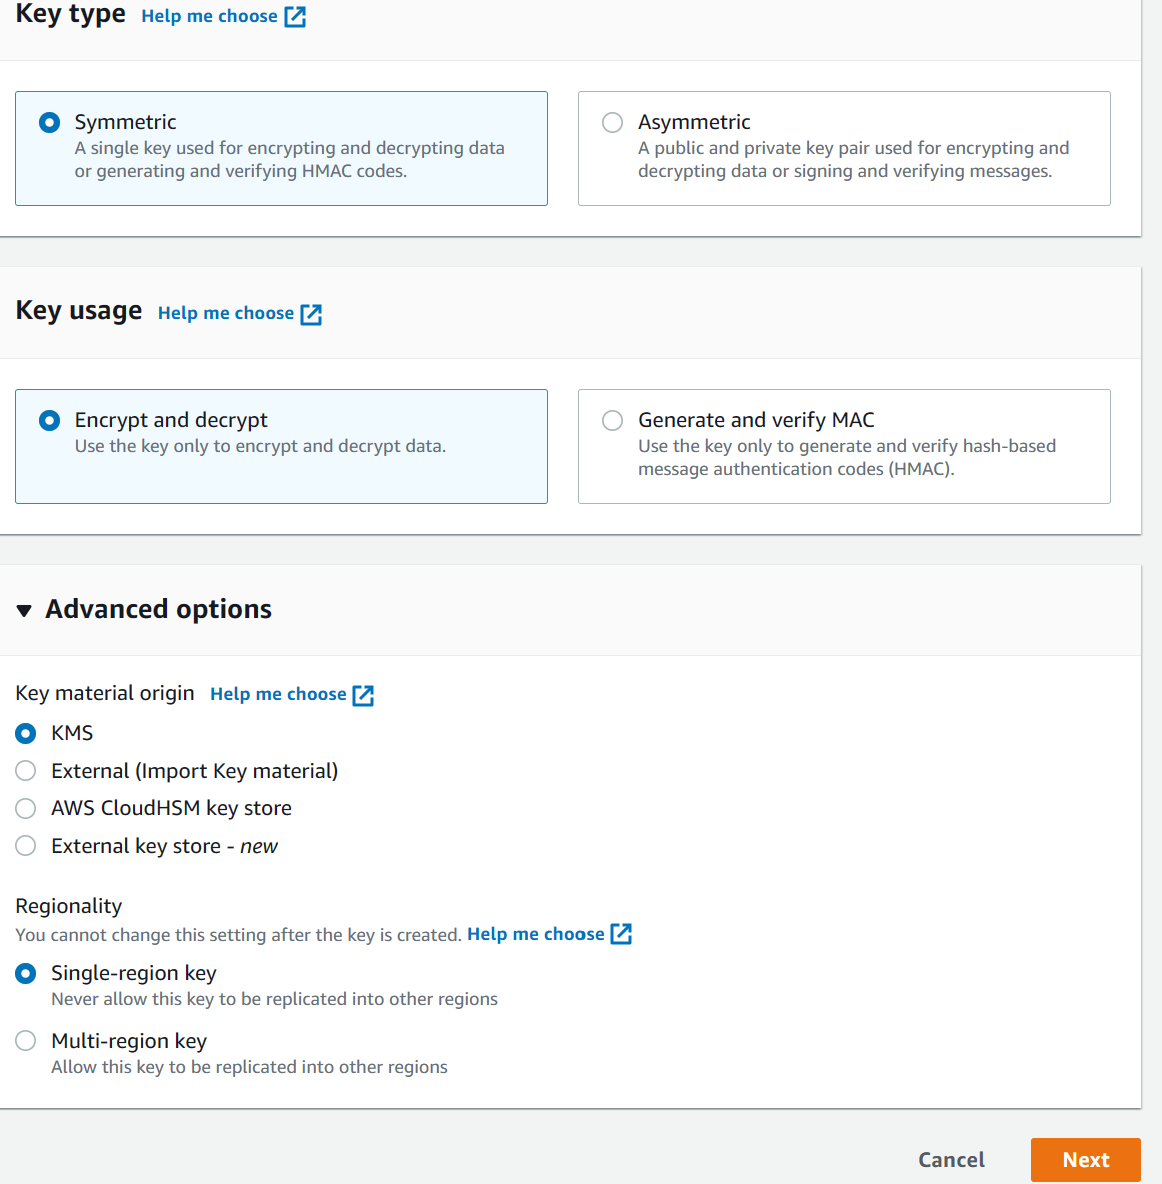 Key type Help me choose
Symmetric
A single key used for encrypting and decrypting data
or generating and verifying HMAC codes.
Asymmetric
A public and private key pair used for encrypting and
decrypting data or signing and verifying messages.
Key usage Help me choose
Encrypt and decrypt
Use the key only to encrypt and decrypt data.
Generate and verify MAC
Use the key only to generate and verify hash-based
message authentication codes (HMAC).
Advanced options
Key material origin Help me choose
KMS
External (Import Key material)
AWS CloudHSM key store
External key store - new
Regionality
You cannot change this setting after the key is created. Help me choose
Single-region key
Never allow this key to be replicated into other regions
Multi-region key
Allow this key to be replicated into other regions
Cancel Next